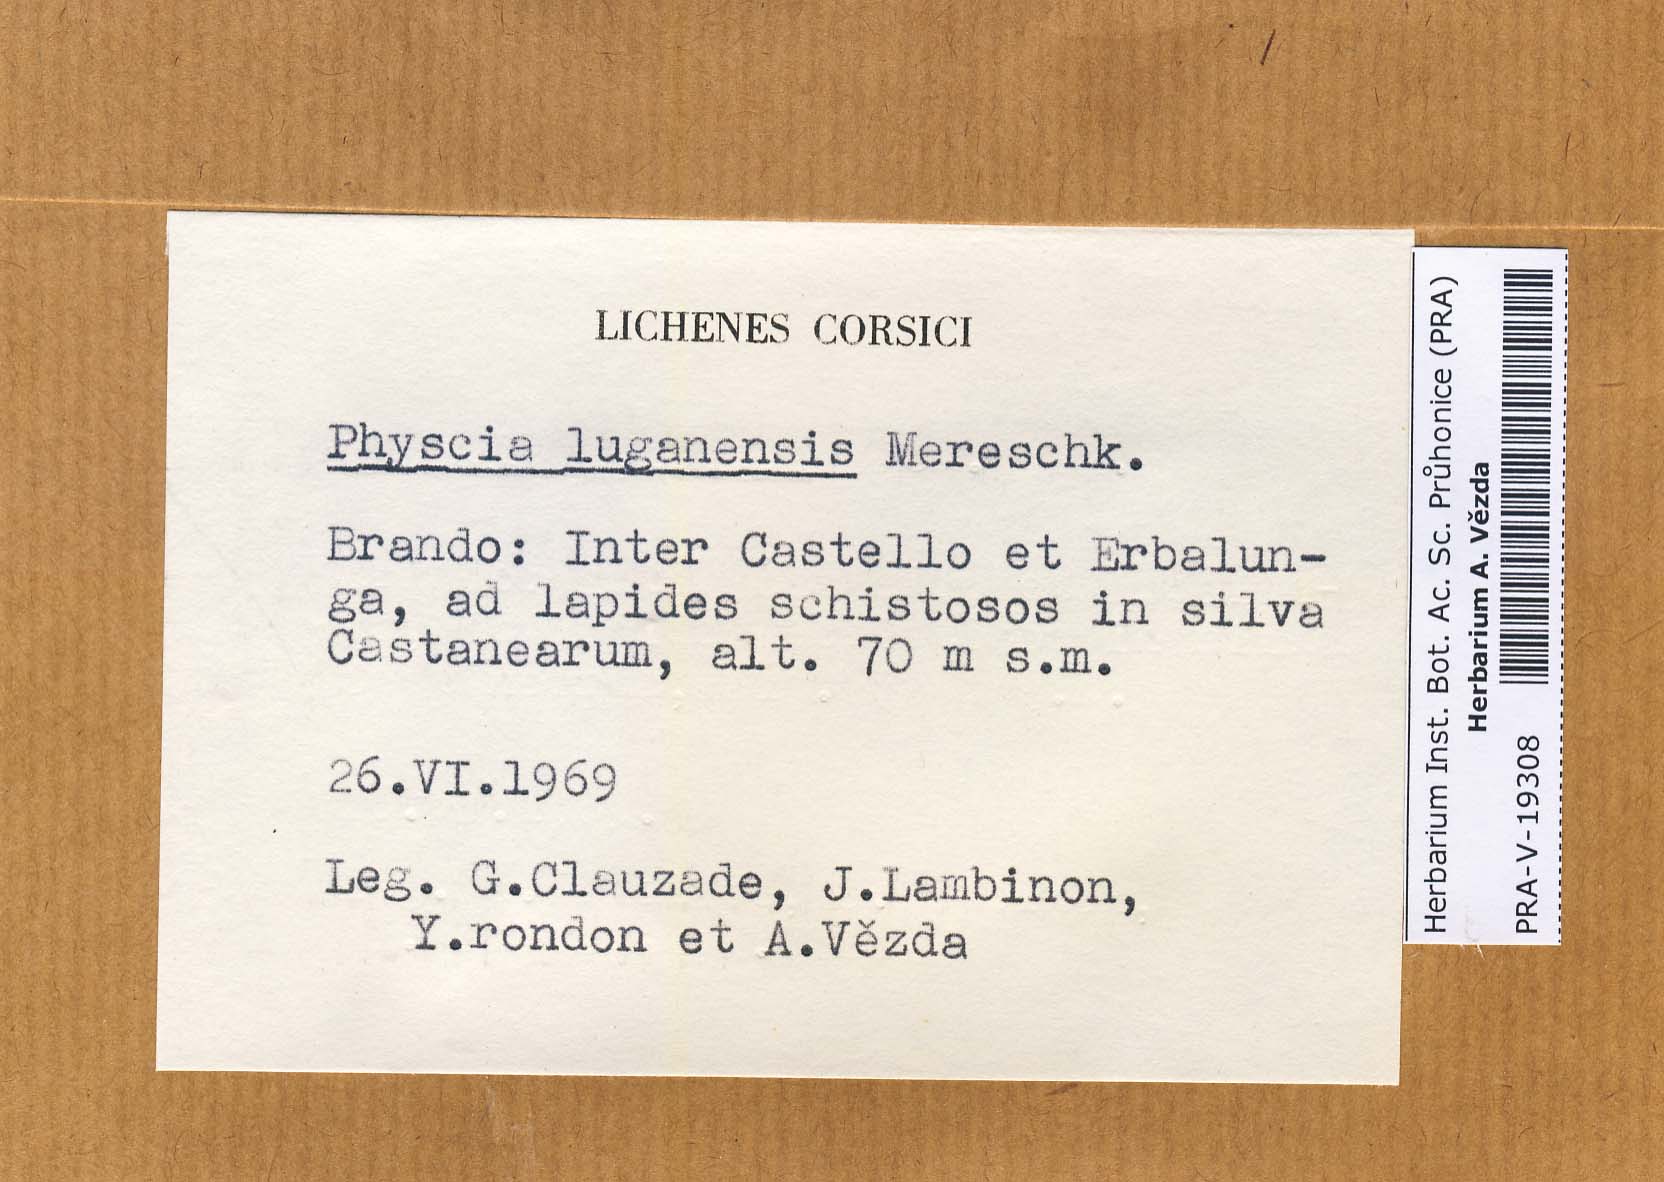 LICHENES CORSICI
Physcia luganensis Mereschk.
Brando: Inter Castello et Erbalun-
ga, ad lapides schistosos in silva
Castanearum, alt. 70 m s.m.
26.VI.1969
Leg. G.Clauzade, J.Lambinon,
Y.rondon et A.Vězda
Herbarium Inst. Bot. Ac. Sc. Průhonice (PRA)
Herbarium A. Vězda
PRA-V-19308